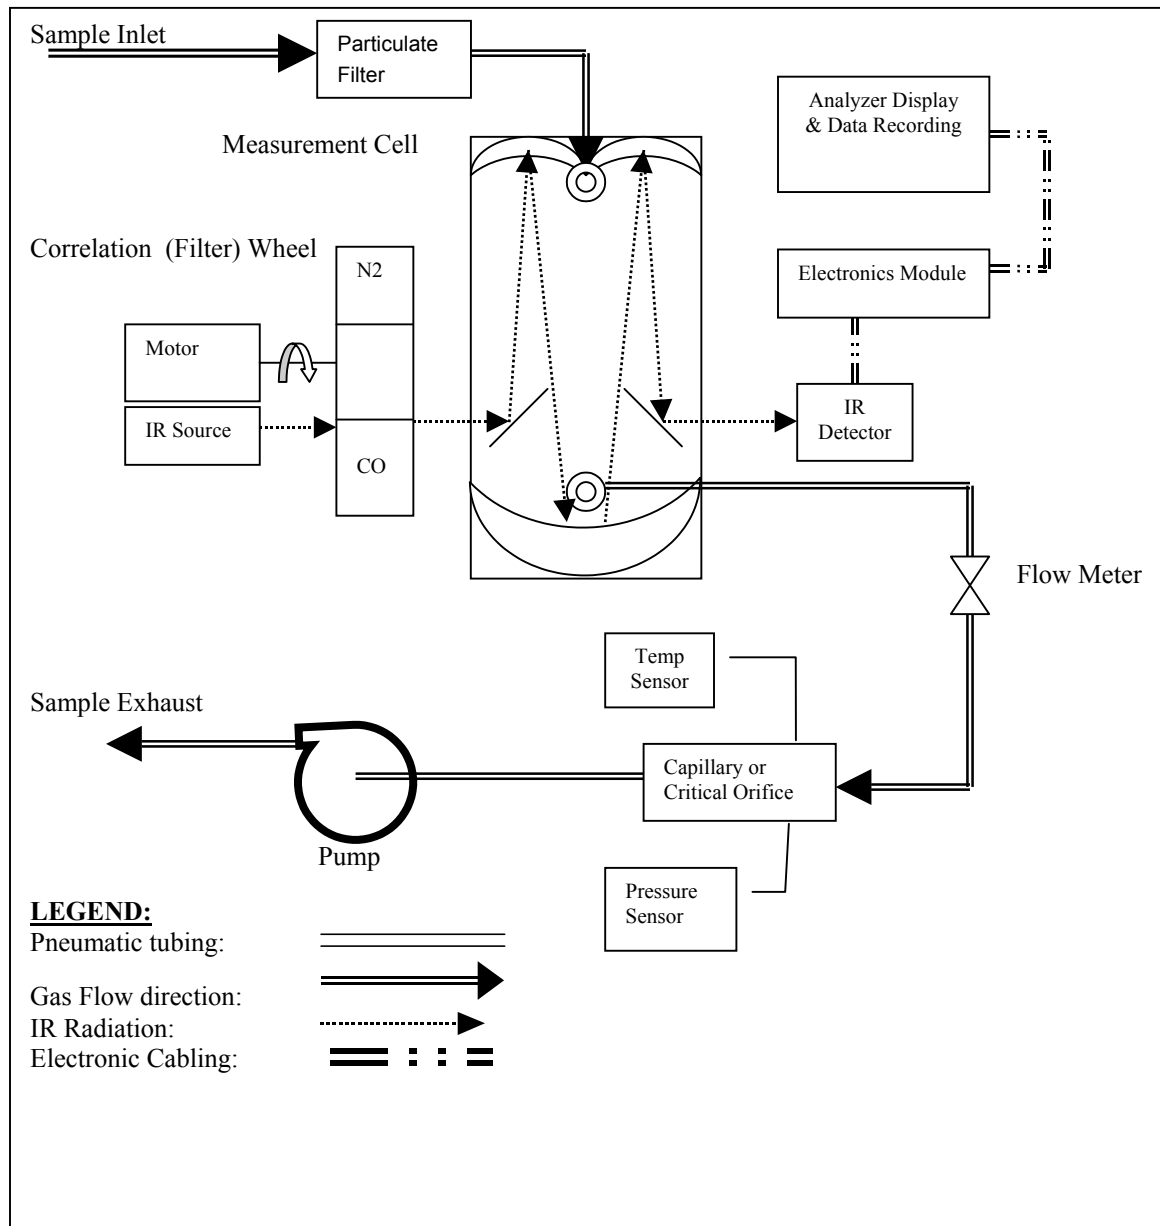 Sample Inlet
Particulate
Filter
Analyzer Display
& Data Recording
Measurement Cell
Correlation (Filter) Wheel
N2
Electronics Module
Motor
IR Source
IR
Detector
CO
Flow Meter
Temp
Sensor
Sample Exhaust
Capillary or
Critical Orifice
Pump
Pressure
Sensor
LEGEND:
Pneumatic tubing:
Gas Flow direction:
IR Radiation:
Electronic Cabling: